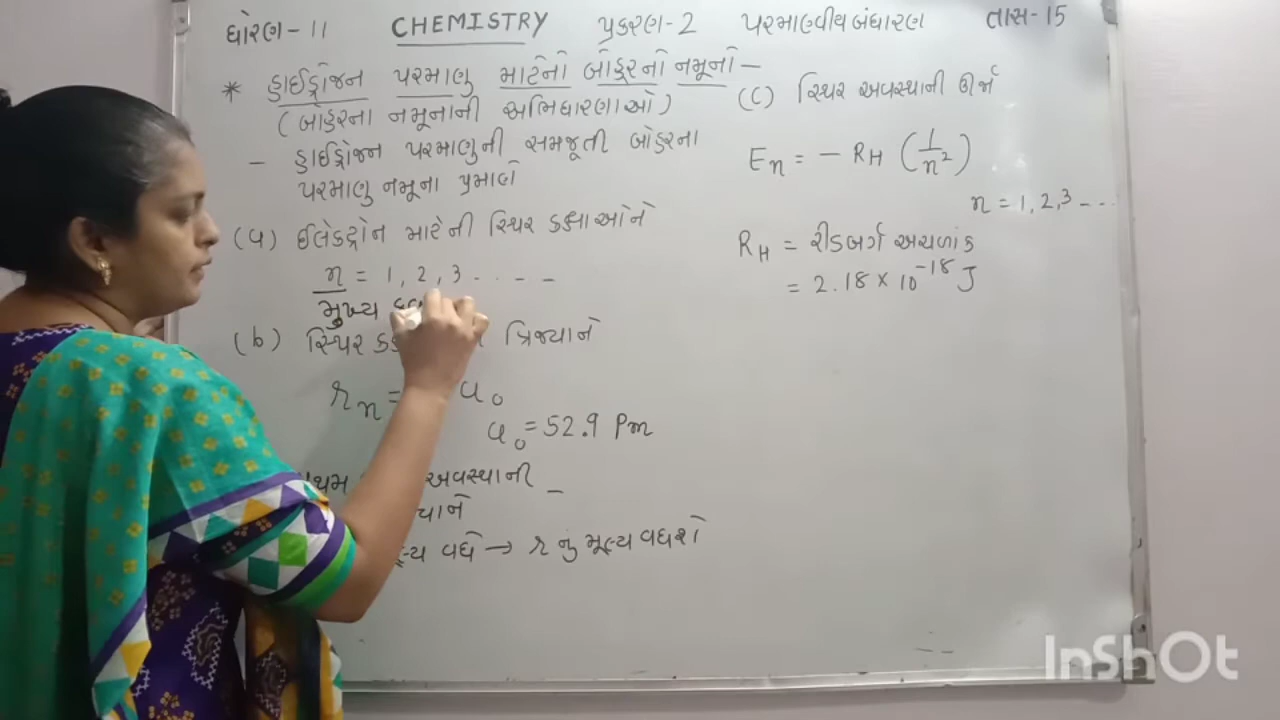 ધોરણ - 11 CHEMISTRY પ્રકરણ-2 પરમાણ્વીય બંધારણ તાસ-15
* હાઈડ્રોજન પરમાણુ માટેનો બોહરનો નમૂનો –
(બોહરના નમૂનાની અભિધારણાઓ)
- હાઈડ્રોજન પરમાણુની સમજૂતી બોહરના
પરમાણુ નમૂના પ્રમાણે
(a) ઈલેકટ્રોન માટેની સ્થિર કક્ષાઓને
n = 1, 2, 3 - - - -
મુખ્ય
(b) સ્થિર ત્રિજ્યાને
rn = a₀
a₀ = 52.9 Pm
અવસ્થાની –
વધે → r નું મૂલ્ય વધશે
(C) સ્થિર અવસ્થાની ઊર્જા
En = - RH (1/n²)
n = 1, 2, 3 - - -
RH = રીડબર્ગ અચળાંક
= 2.18 × 10⁻¹⁸ J
InShOt